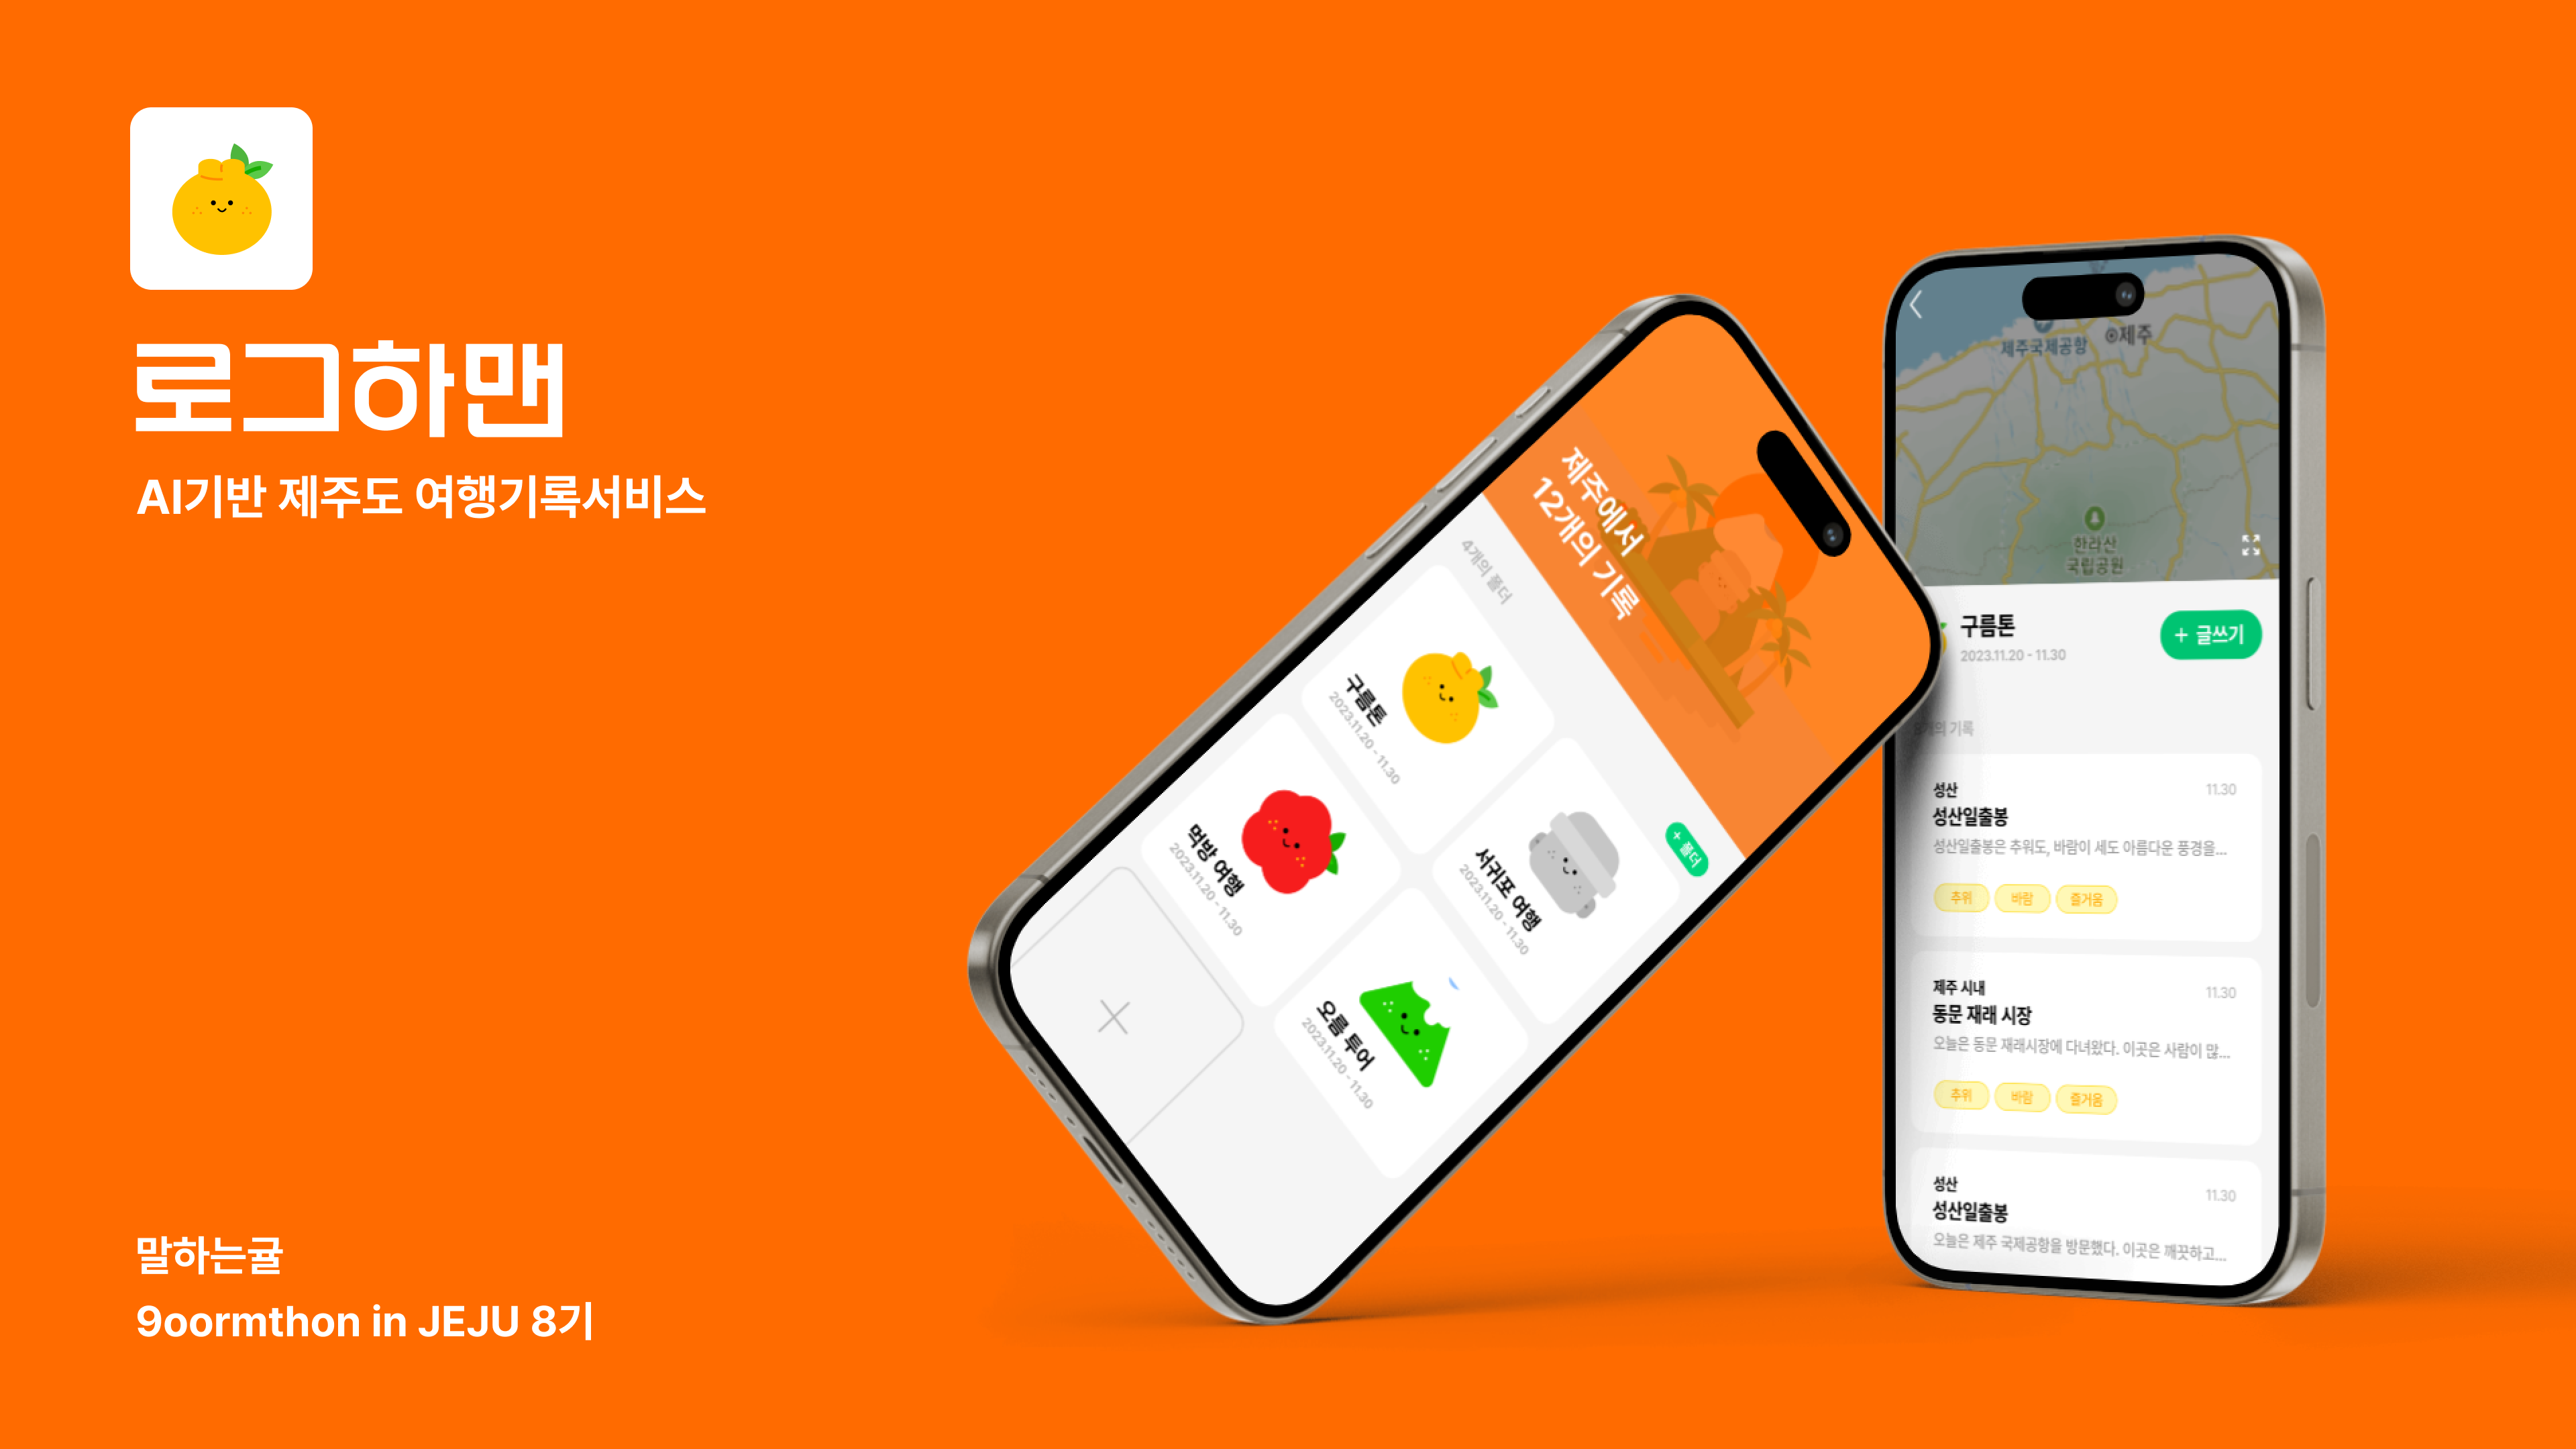 로그하맨
AI기반 제주도 여행기록서비스
말하는귤
9oormthon in JEJU 8기
제주에서
12개의 기록
4개의 폴더
+ 폴더
구름톤
2023.11.20 - 11.30
서귀포 여행
2023.11.20 - 11.30
먹방 여행
2023.11.20 - 11.30
오름 투어
2023.11.20 - 11.30
제주국제공항
제주
한라산
국립공원
구름톤
2023.11.20 - 11.30
+ 글쓰기
개의 기록
성산
11.30
성산일출봉
성산일출봉은 추워도, 바람이 세도 아름다운 풍경을...
추위 바람 즐거움
제주 시내
11.30
동문 재래 시장
오늘은 동문 재래시장에 다녀왔다. 이곳은 사람이 많...
추위 바람 즐거움
성산
11.30
성산일출봉
오늘은 제주 국제공항을 방문했다. 이곳은 깨끗하고...